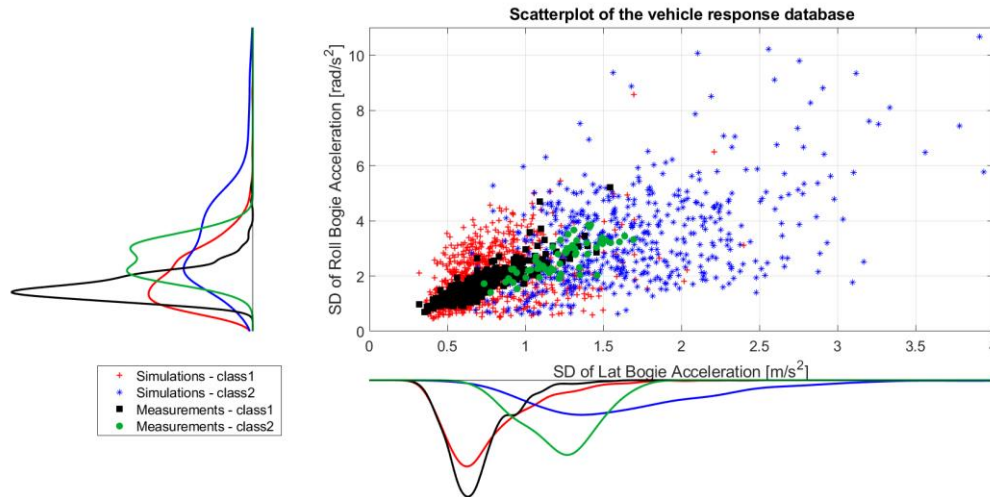 Scatterplot of the vehicle response database
SD of Roll Bogie Acceleration [rad/s²]
10
8
6
4
2
0
0 0.5 1 1.5 2 2.5 3 3.5 4
SD of Lat Bogie Acceleration [m/s²]
Simulations - class1
Simulations - class2
Measurements - class1
Measurements - class2